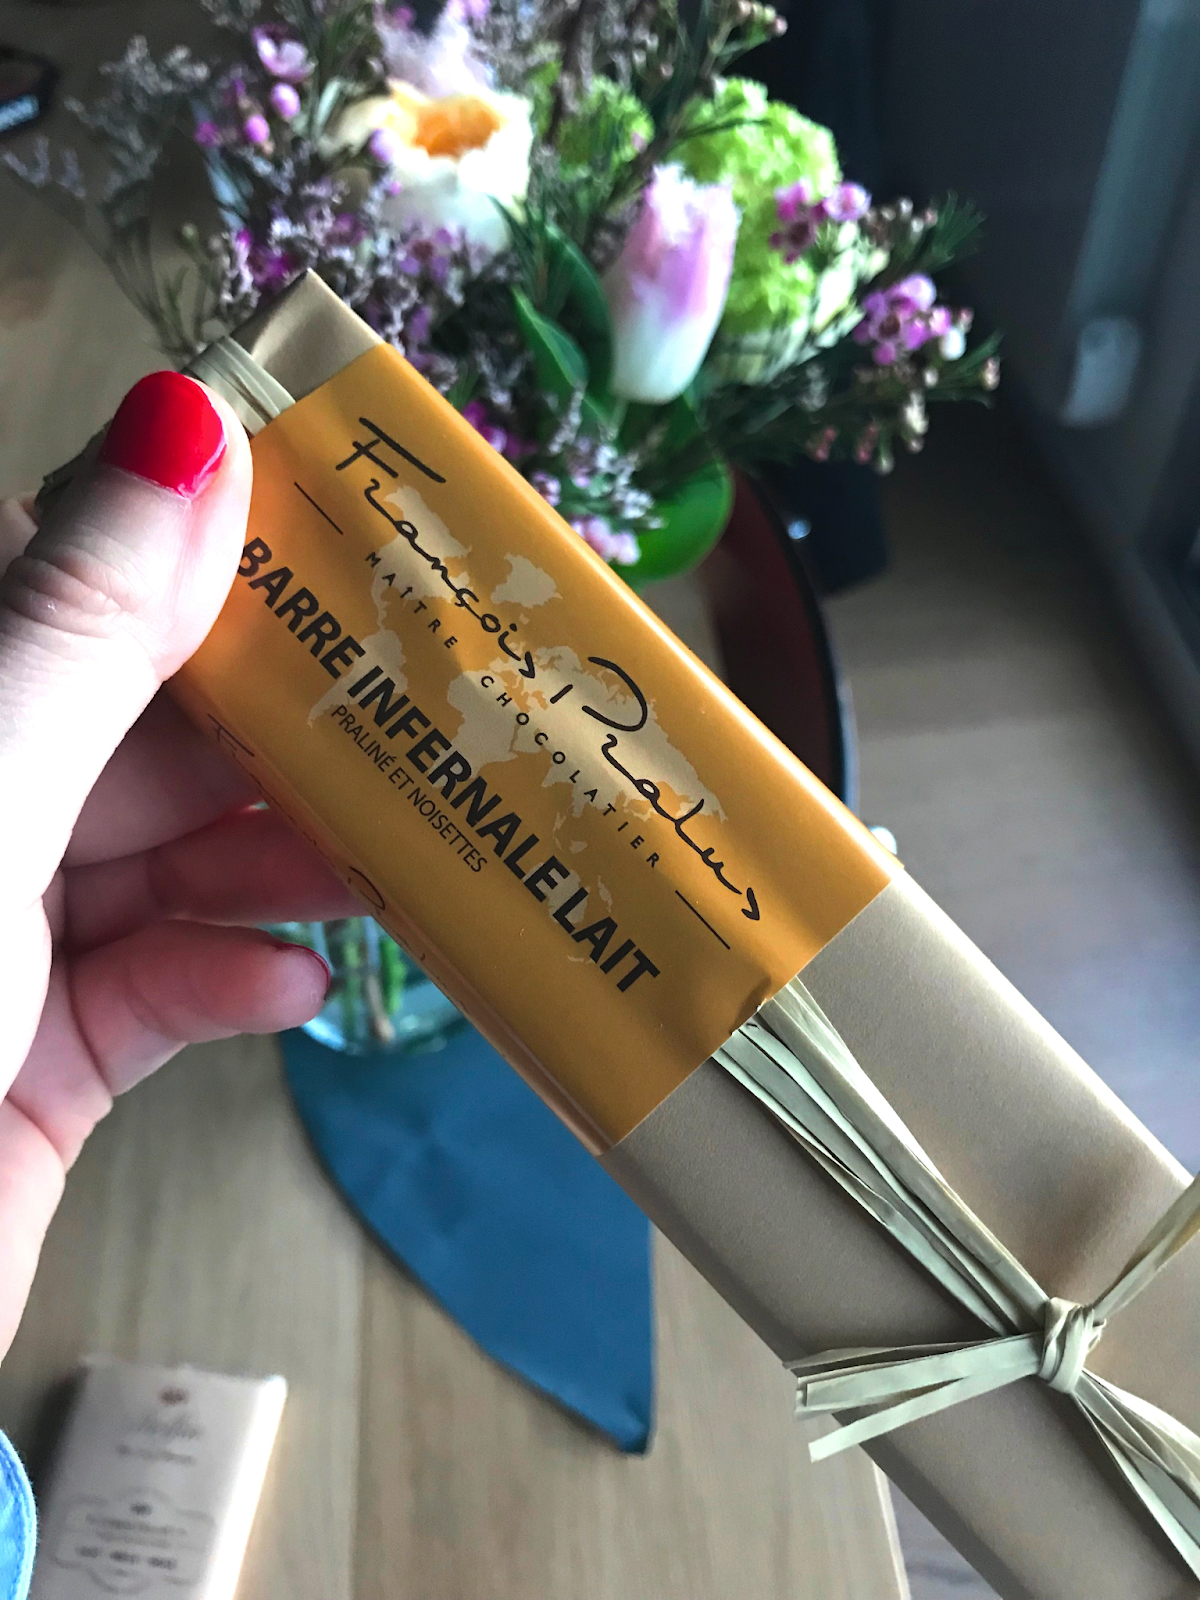 François Pralus
MAÎTRE CHOCOLATIER
BARRE INFERNALE LAIT
PRALINÉ ET NOISETTES